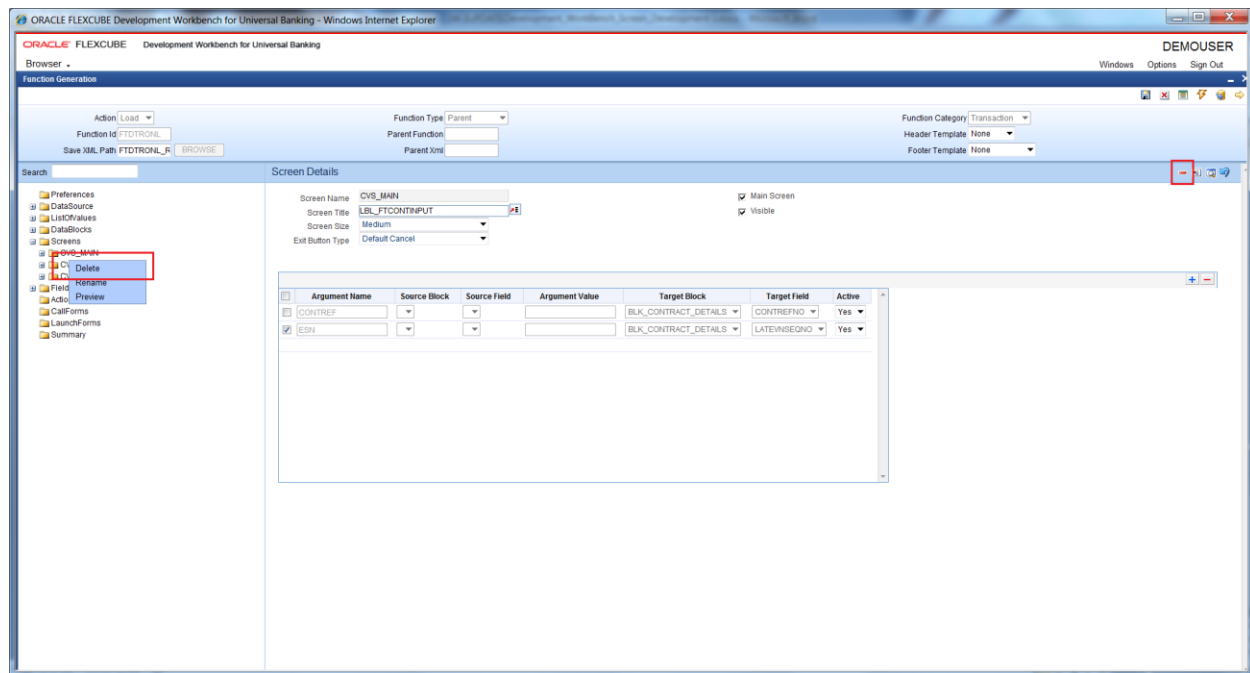 ORACLE FLEXCUBE Development Workbench for Universal Banking - Windows Internet Explorer
ORACLE FLEXCUBE Development Workbench for Universal Banking DEMOUSER
Browser Windows Options Sign Out
Function Generation
Action Load Function Type Parent Function Category Transaction
Function Id FTDTRONL Parent Function Header Template None
Save XML Path FTDTRONL_R BROWSE Parent Xml Footer Template None
Search Screen Details
Preferences
DataSource
ListOfValues
DataBlocks
Screens
CVS_MAIN
Delete
Rename
Preview
CallForms
LaunchForms
Summary
Screen Name CVS_MAIN Main Screen
Screen Title LBL_FTCONTINPUT Visible
Screen Size Medium
Exit Button Type Default Cancel
Argument Name Source Block Source Field Argument Value Target Block Target Field Active
CONTREF BLK_CONTRACT_DETAILS CONTREFNO Yes
ESN BLK_CONTRACT_DETAILS LATEVNSEQNO Yes